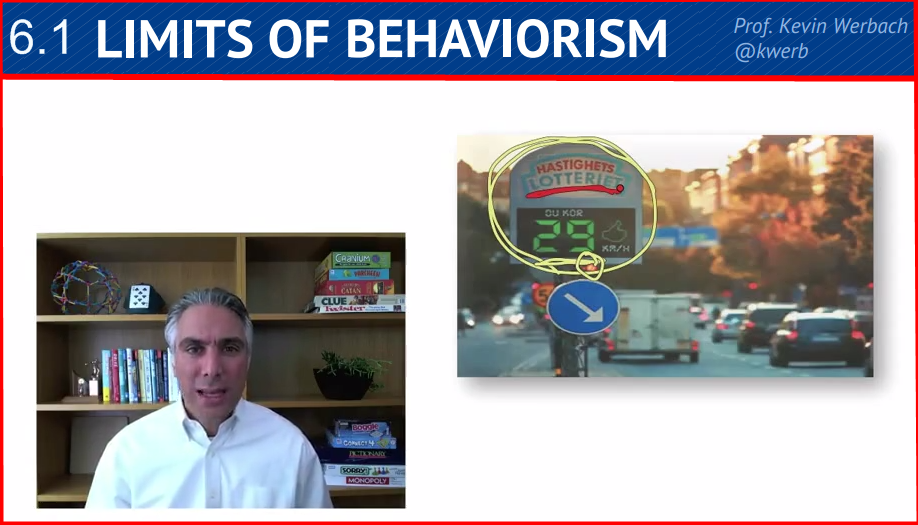 6.1 LIMITS OF BEHAVIORISM
Prof. Kevin Werbach
@kwerb
HASTIGHETS
LOTTERIET
DU KÖR
29
KM/H
CRANIUM
CATAN
CLUE
Twister
BOGGLE
CONNECT 4
PICTIONARY
SORRY!
MONOPOLY